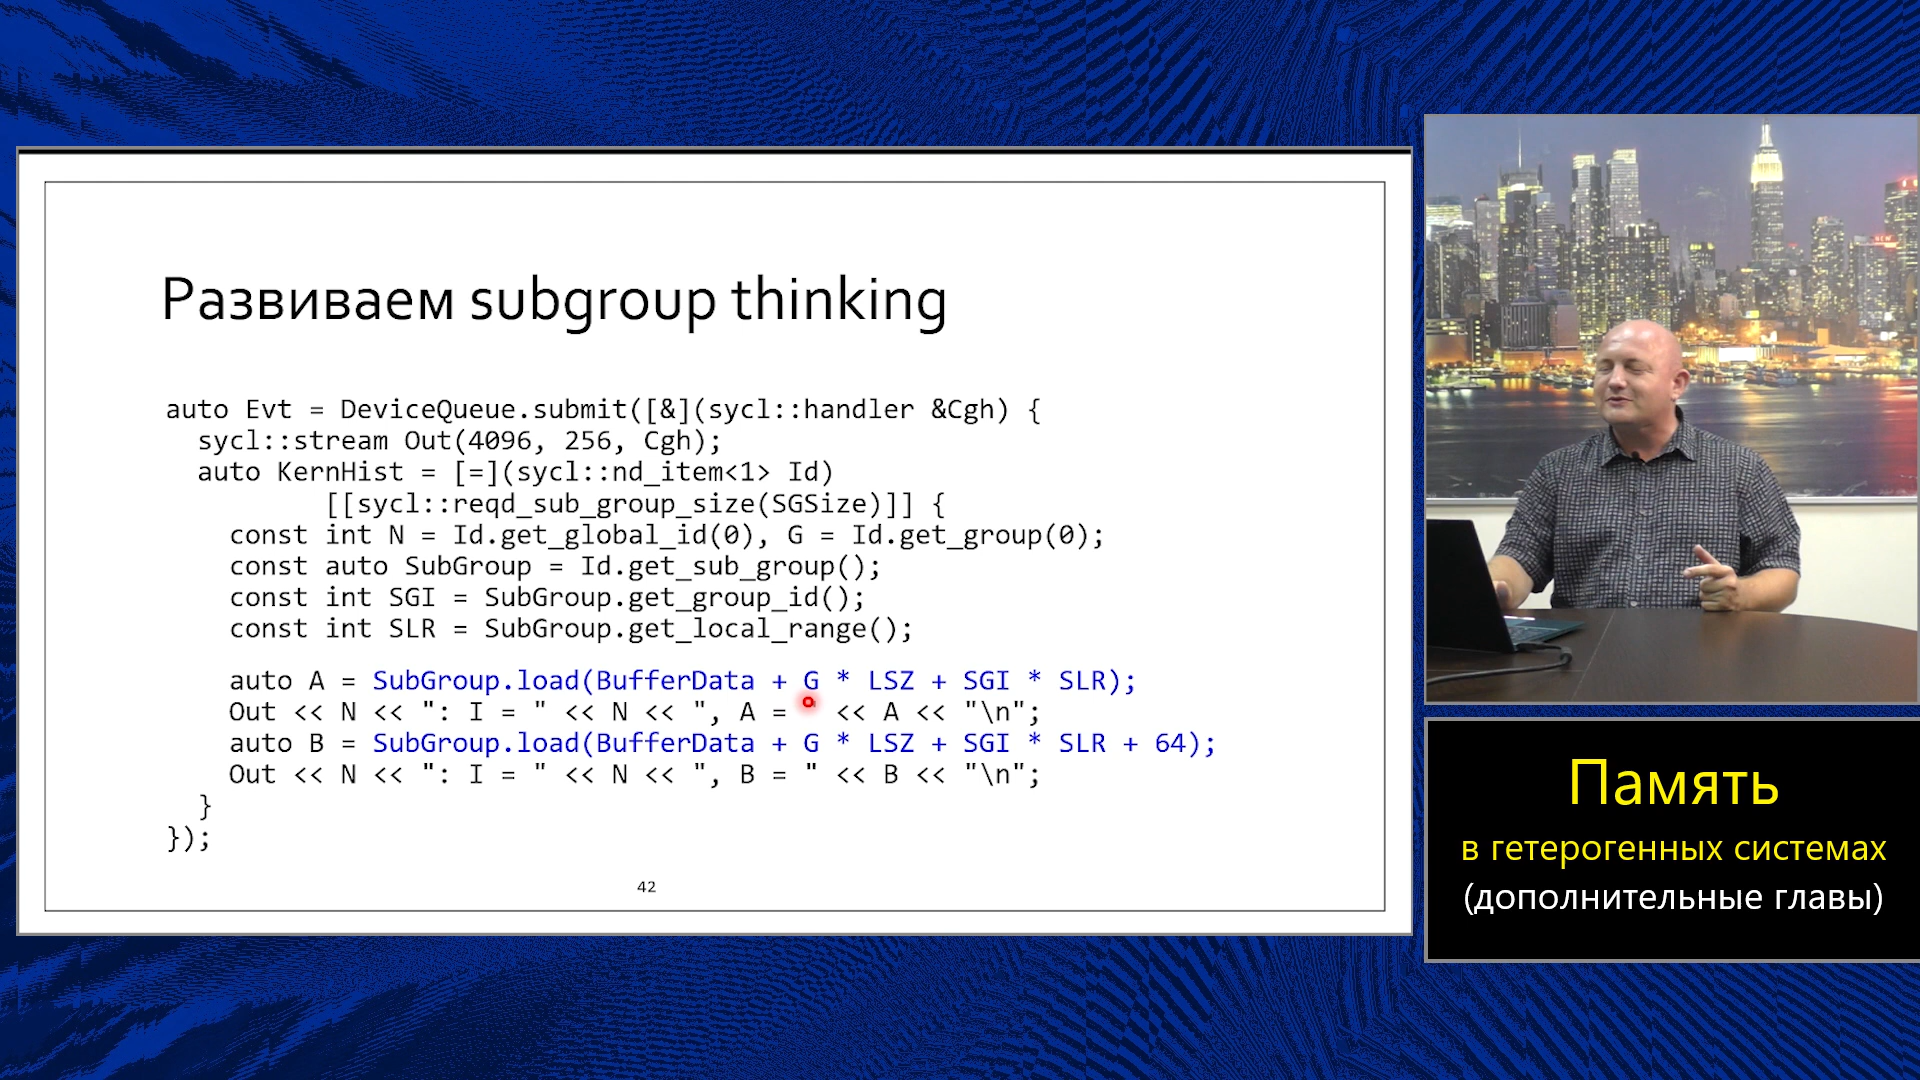 Развиваем subgroup thinking
auto Evt = DeviceQueue.submit([&](sycl::handler &Cgh) {
sycl::stream Out(4096, 256, Cgh);
auto KernHist = [=](sycl::nd_item<1> Id)
[[sycl::reqd_sub_group_size(SGSize)]] {
const int N = Id.get_global_id(0), G = Id.get_group(0);
const auto SubGroup = Id.get_sub_group();
const int SGI = SubGroup.get_group_id();
const int SLR = SubGroup.get_local_range();
auto A = SubGroup.load(BufferData + G * LSZ + SGI * SLR);
Out << N << ": I = " << N << ", A = " << A << "\n";
auto B = SubGroup.load(BufferData + G * LSZ + SGI * SLR + 64);
Out << N << ": I = " << N << ", B = " << B << "\n";
}
});
42
Память
в гетерогенных системах
(дополнительные главы)